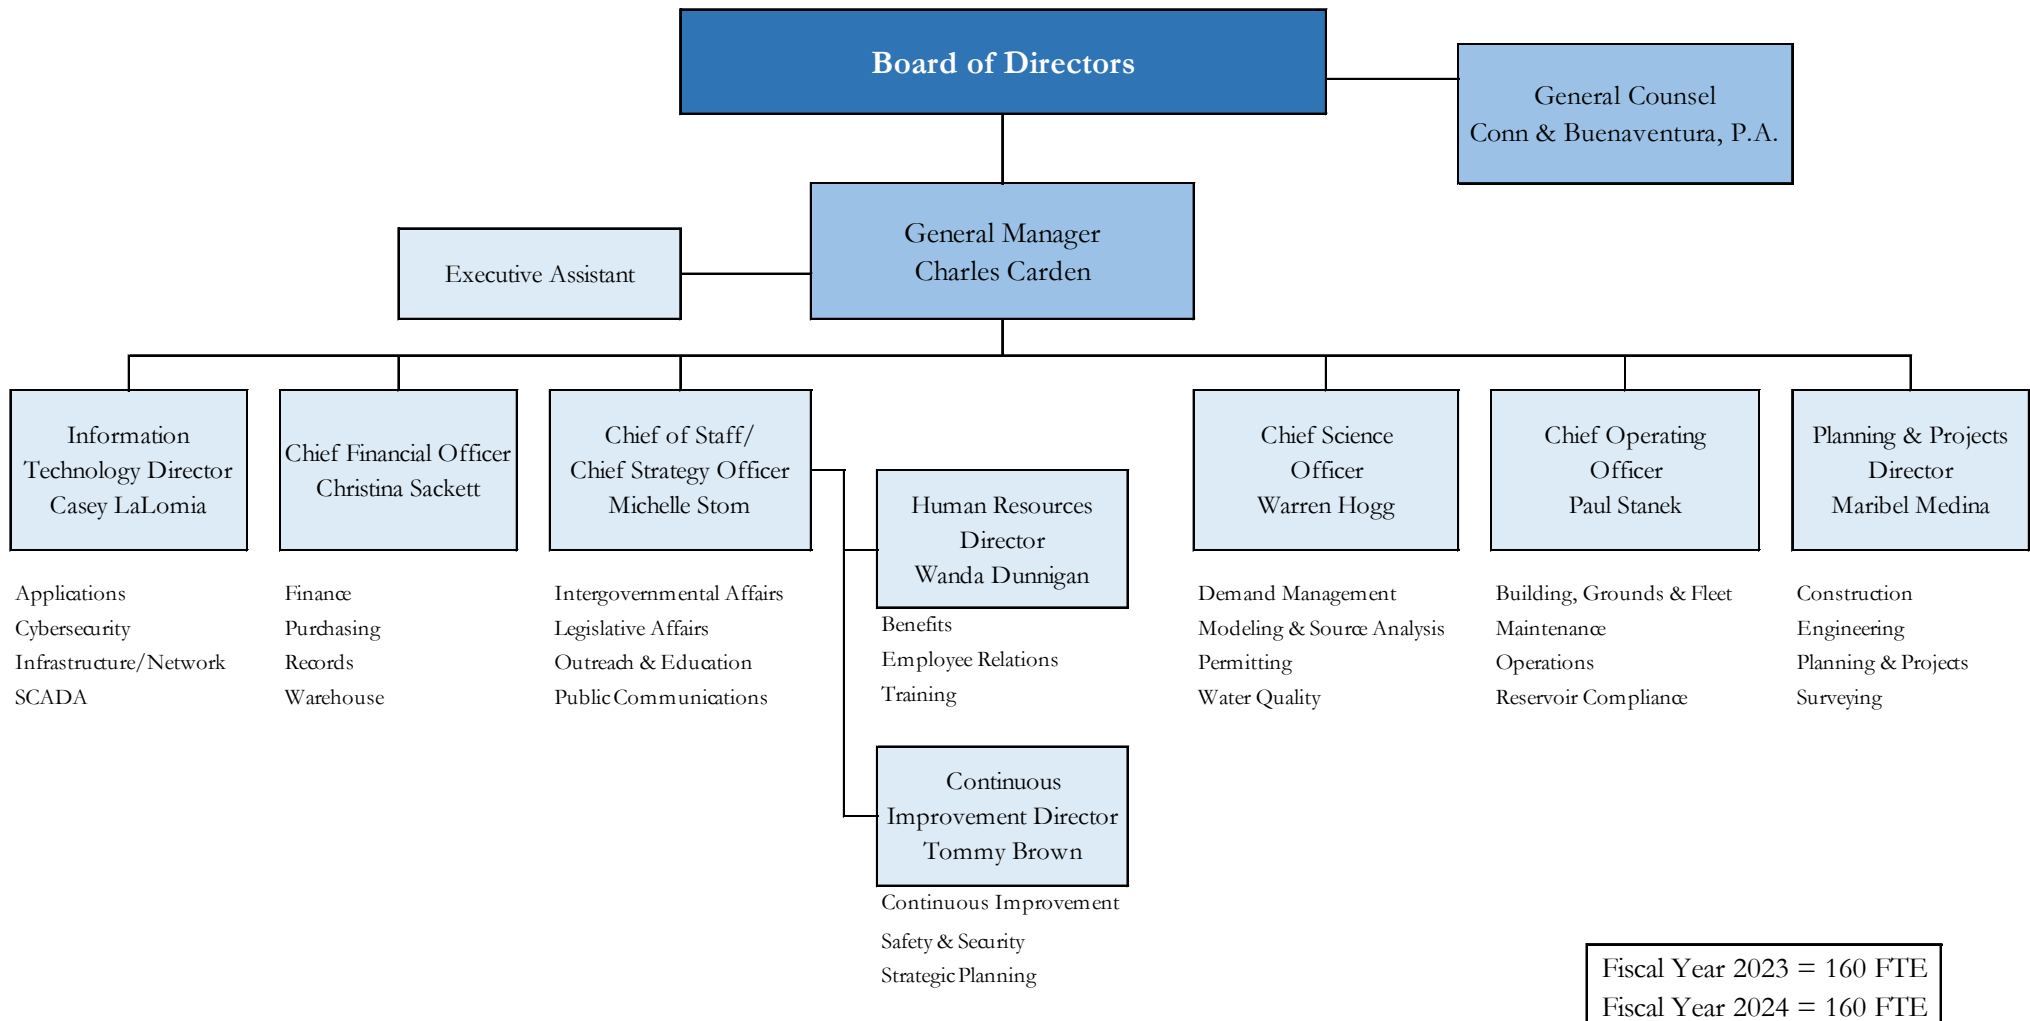 Board of Directors
General Counsel
Conn & Buenaventura, P.A.
General Manager
Charles Carden
Executive Assistant
Information
Technology Director
Casey LaLomia
Applications
Cybersecurity
Infrastructure/Network
SCADA
Chief Financial Officer
Christina Sackett
Finance
Purchasing
Records
Warehouse
Chief of Staff/
Chief Strategy Officer
Michelle Stom
Intergovernmental Affairs
Legislative Affairs
Outreach & Education
Public Communications
Human Resources
Director
Wanda Dunnigan
Benefits
Employee Relations
Training
Continuous
Improvement Director
Tommy Brown
Continuous Improvement
Safety & Security
Strategic Planning
Chief Science
Officer
Warren Hogg
Demand Management
Modeling & Source Analysis
Permitting
Water Quality
Chief Operating
Officer
Paul Stanek
Building, Grounds & Fleet
Maintenance
Operations
Reservoir Compliance
Planning & Projects
Director
Maribel Medina
Construction
Engineering
Planning & Projects
Surveying
Fiscal Year 2023 = 160 FTE
Fiscal Year 2024 = 160 FTE